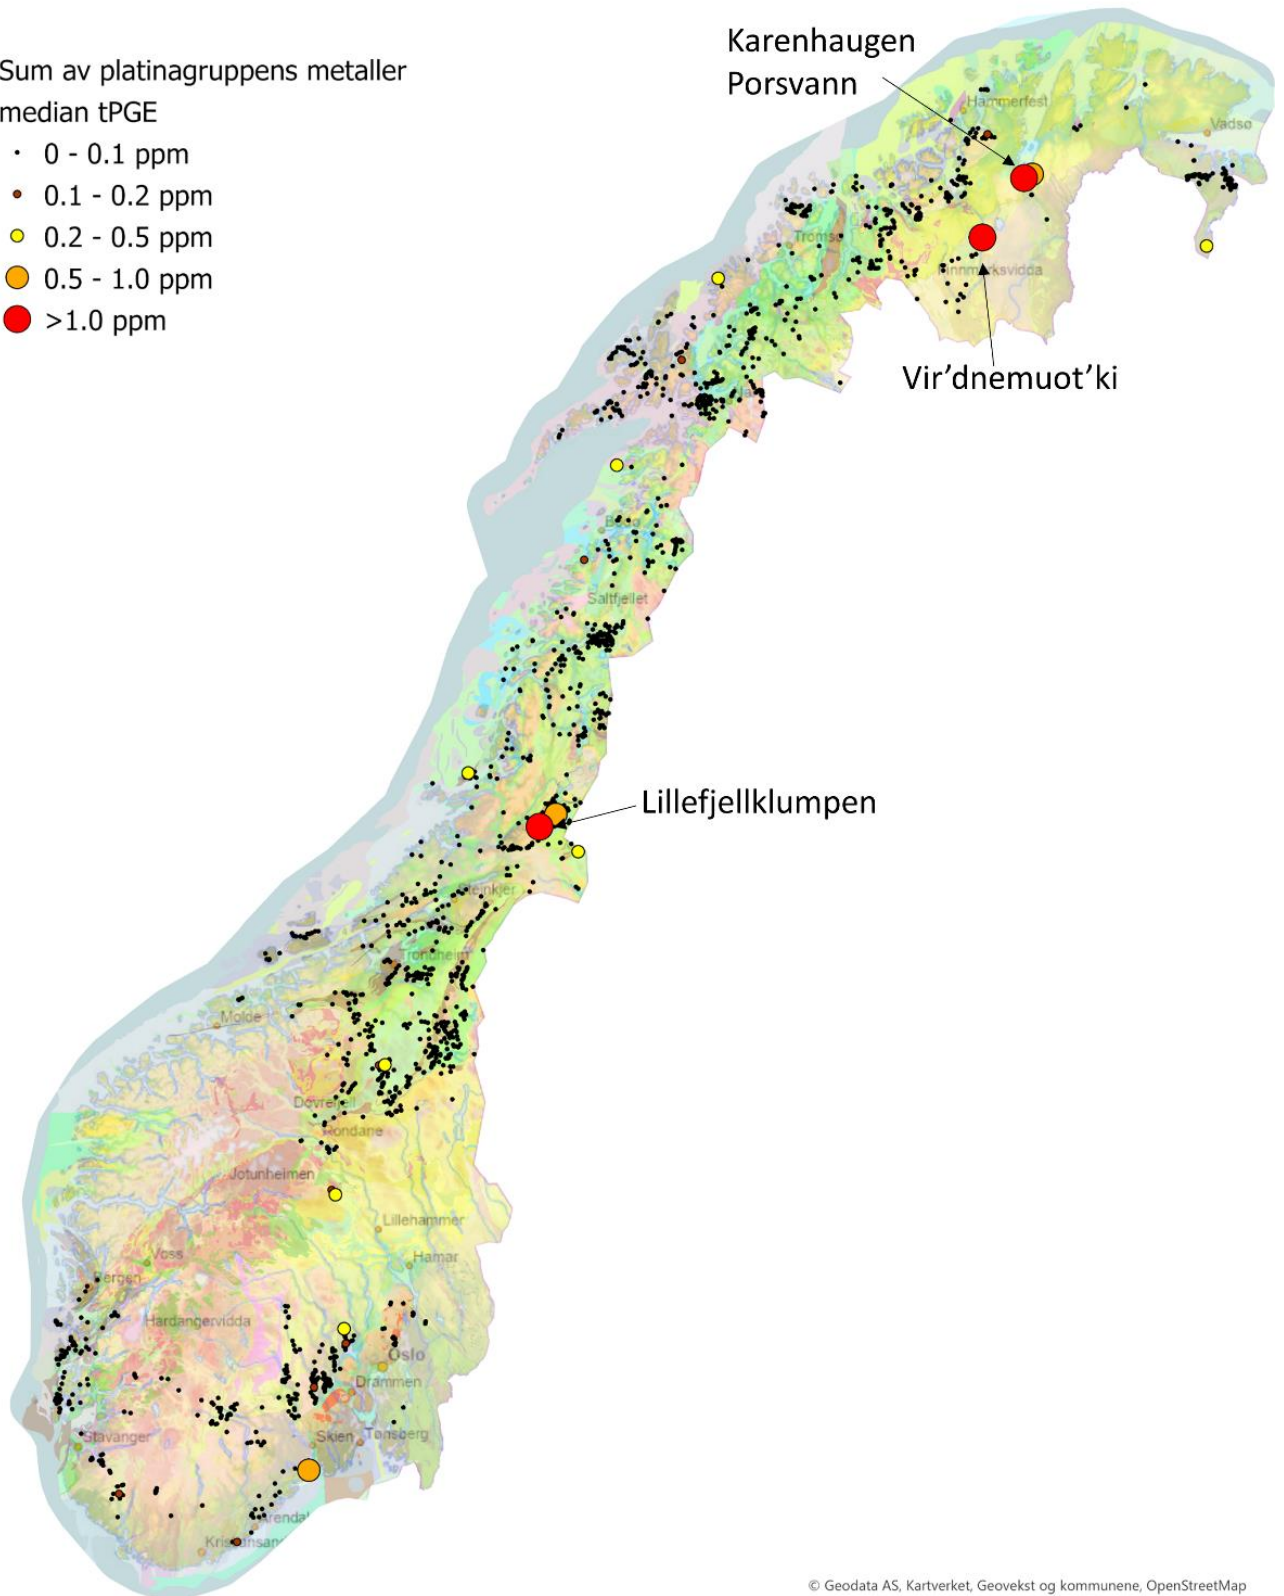 Sum av platinagruppens metaller
median tPGE
0 - 0.1 ppm
0.1 - 0.2 ppm
0.2 - 0.5 ppm
0.5 - 1.0 ppm
>1.0 ppm
Karenhaugen
Porsvann
Hammerfest
Vadsø
Tromsø
Finnmarksvidda
Vir’dnemuot’ki
Bodø
Saltfjellet
Lillefjellklumpen
Steinkjer
Trondheim
Molde
Dovrefjell
Rondane
Jotunheimen
Lillehammer
Voss
Hamar
Bergen
Hardangervidda
Oslo
Drammen
Stavanger
Skien
Tønsberg
Arendal
Kristiansand
© Geodata AS, Kartverket, Geovekst og kommunene, OpenStreetMap